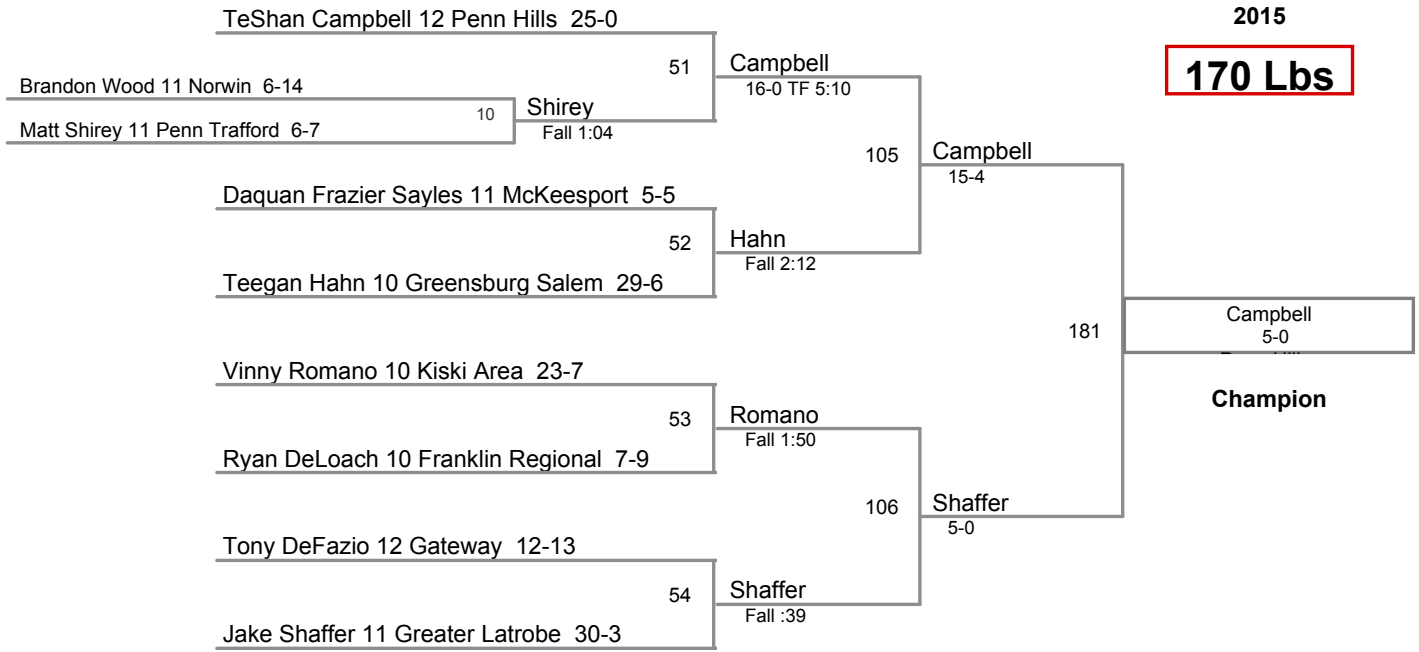 TeShan Campbell 12 Penn Hills 25-0
2015
170 Lbs
51
Campbell
16-0 TF 5:10
Brandon Wood 11 Norwin 6-14
10
Shirey
Fall 1:04
Matt Shirey 11 Penn Trafford 6-7
105
Campbell
15-4
Daquan Frazier Sayles 11 McKeesport 5-5
52
Hahn
Fall 2:12
Teegan Hahn 10 Greensburg Salem 29-6
181
Campbell
5-0
Champion
Vinny Romano 10 Kiski Area 23-7
53
Romano
Fall 1:50
Ryan DeLoach 10 Franklin Regional 7-9
106
Shaffer
5-0
Tony DeFazio 12 Gateway 12-13
54
Shaffer
Fall :39
Jake Shaffer 11 Greater Latrobe 30-3